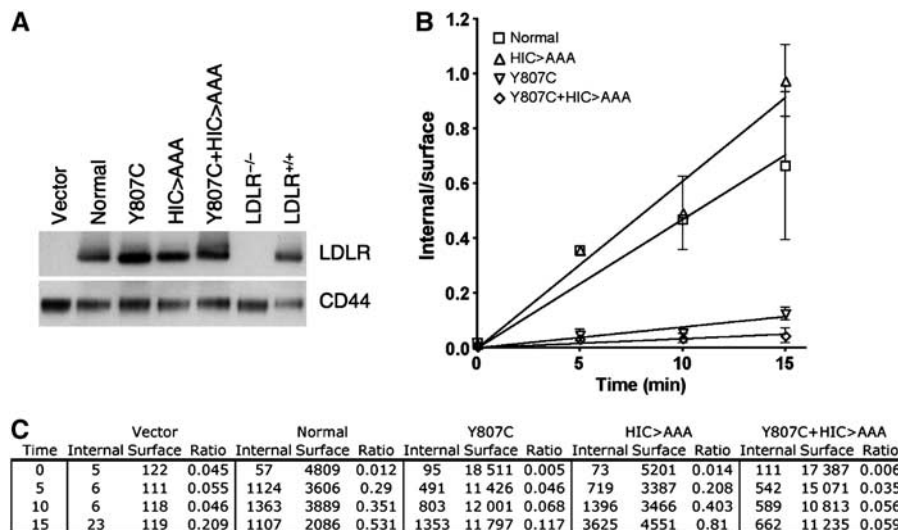 A
Vector
Normal
Y807C
HIC>AAA
Y807C+HIC>AAA
LDLR−/−
LDLR+/+
LDLR
CD44
B
Normal
HIC>AAA
Y807C
Y807C+HIC>AAA
Internal/surface
1.2
1.0
0.8
0.6
0.4
0.2
0.0
0 5 10 15
Time (min)
C
Vector Normal Y807C HIC>AAA Y807C+HIC>AAA
Time Internal Surface Ratio Internal Surface Ratio Internal Surface Ratio Internal Surface Ratio Internal Surface Ratio
0 5 122 0.045 57 4809 0.012 95 18 511 0.005 73 5201 0.014 111 17 387 0.006
5 6 111 0.055 1124 3606 0.29 491 11 426 0.046 719 3387 0.208 542 15 071 0.035
10 6 118 0.046 1363 3889 0.351 803 12 001 0.068 1396 3466 0.403 589 10 813 0.056
15 23 119 0.209 1107 2086 0.531 1353 11 797 0.117 3625 4551 0.81 662 11 235 0.059